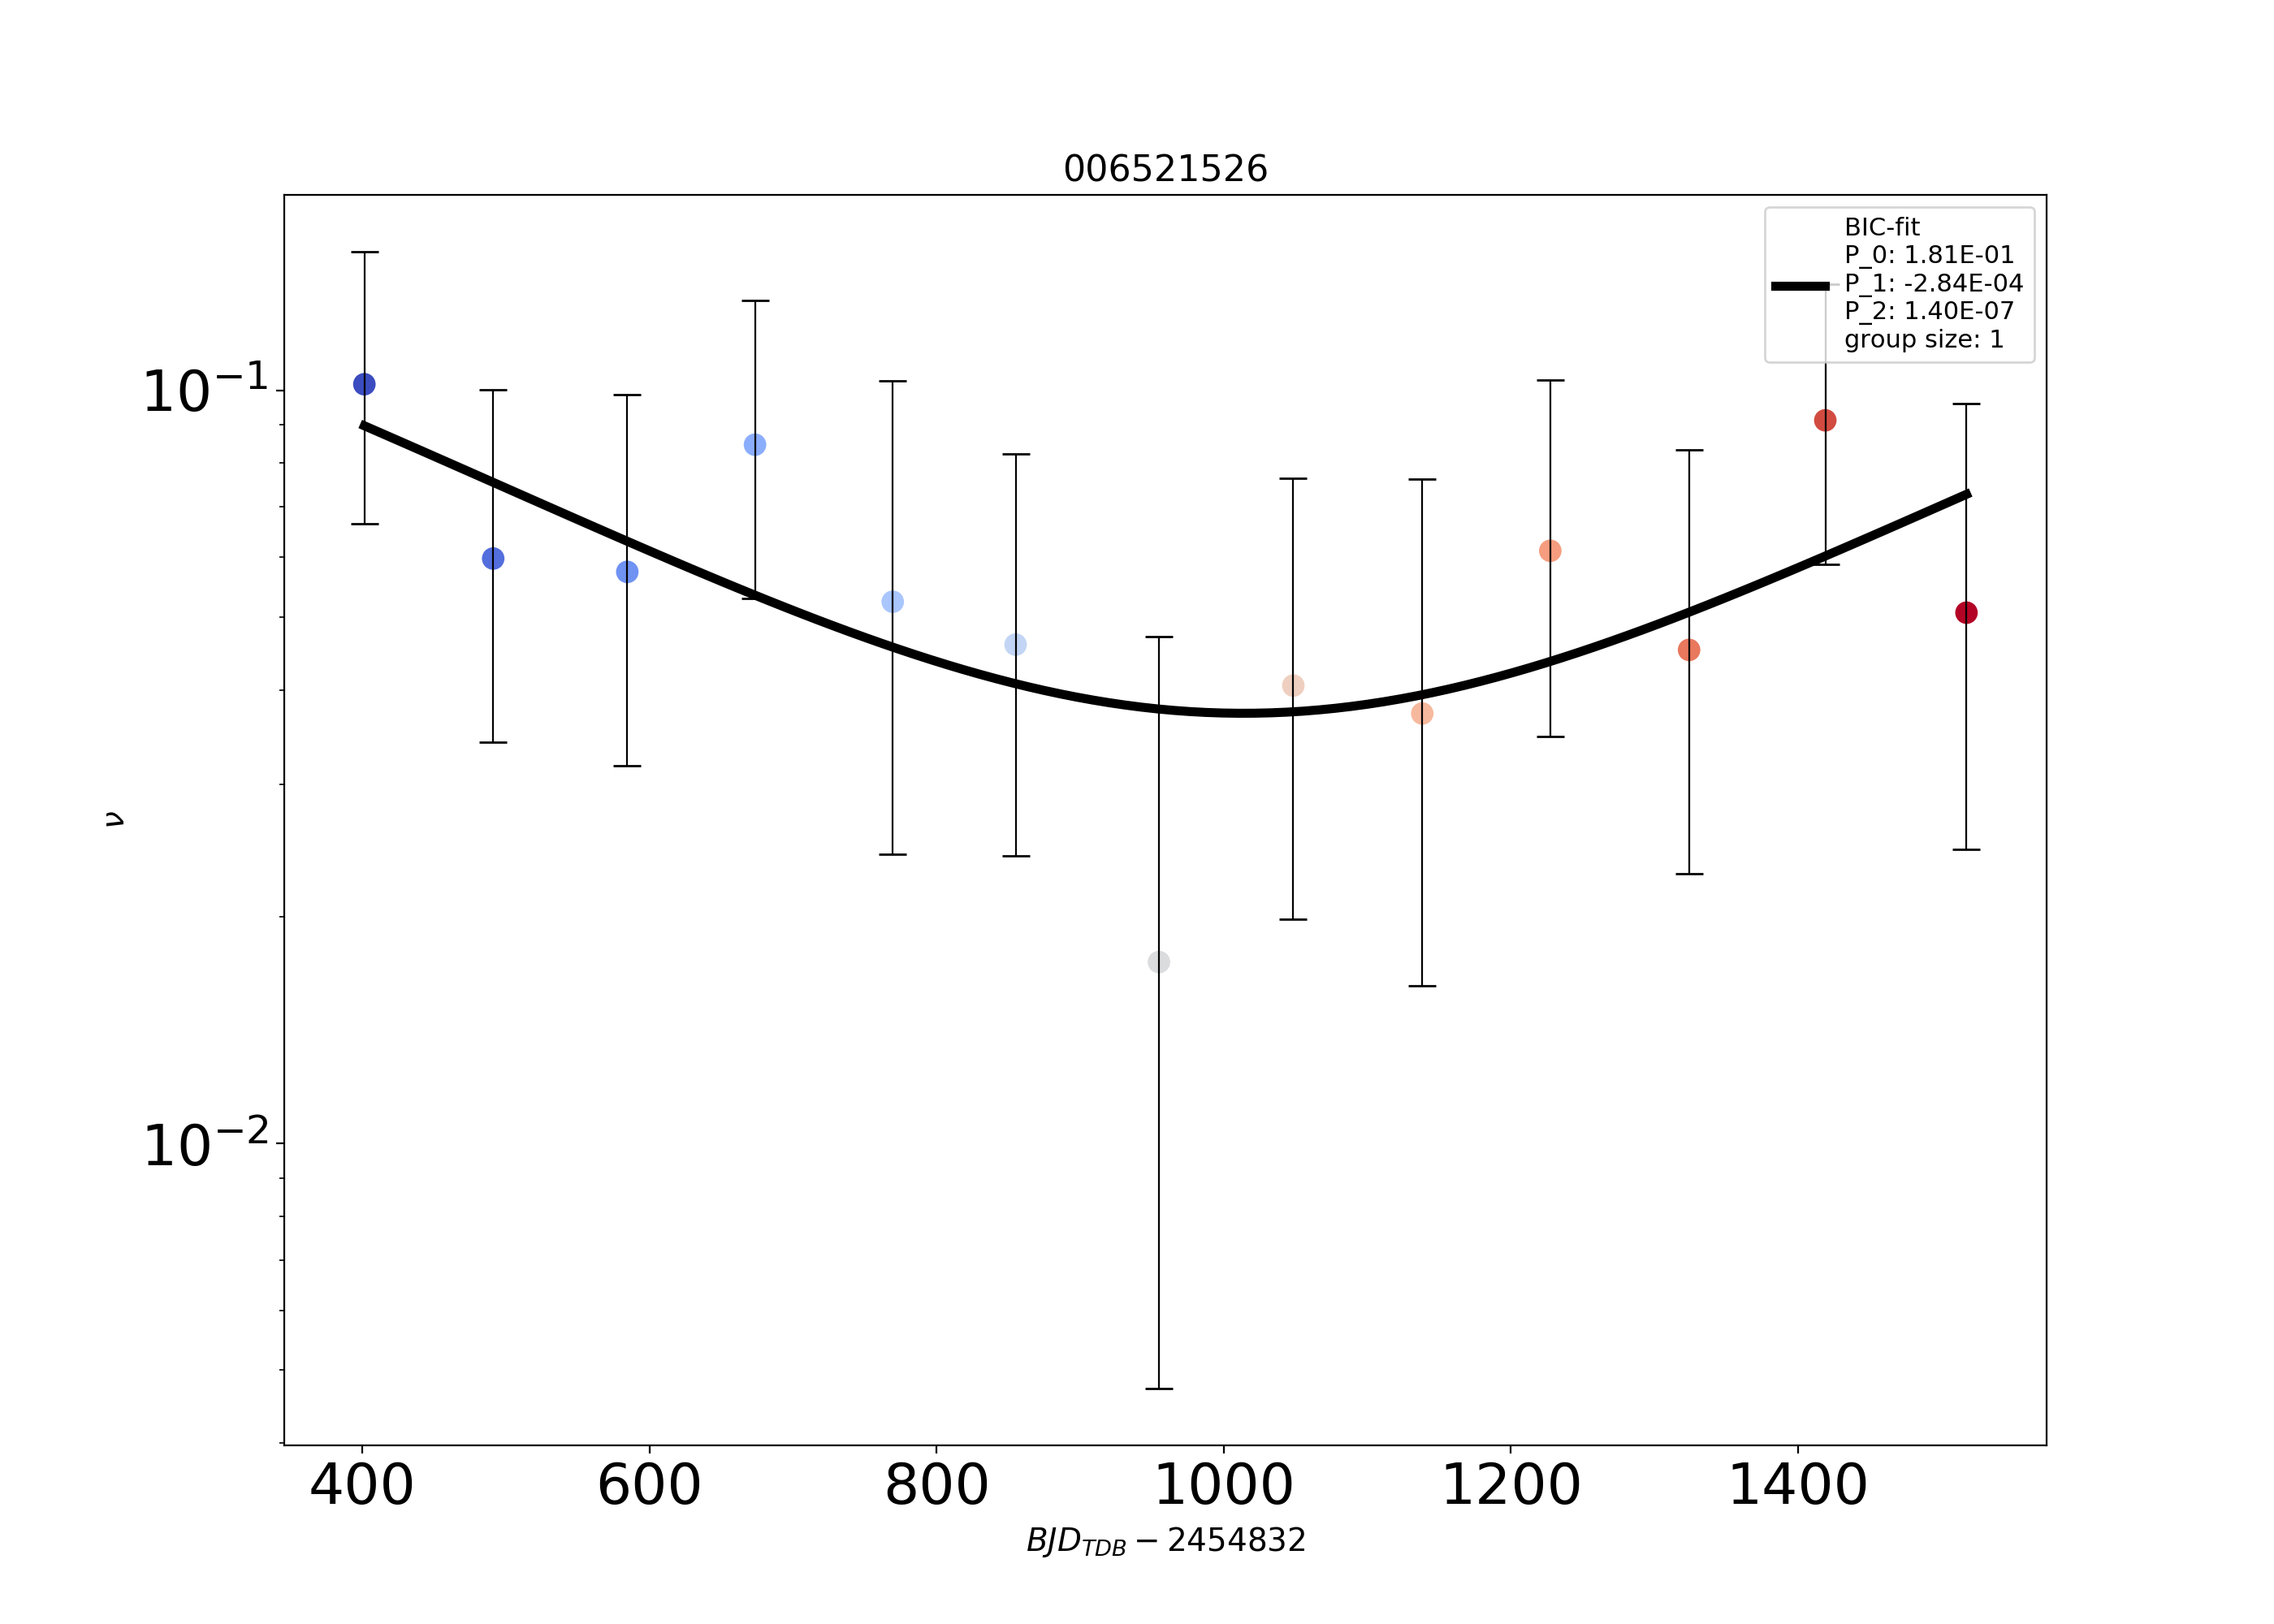 006521526
BIC-fit
P_0: 1.81E-01
P_1: -2.84E-04
P_2: 1.40E-07
group size: 1
10⁻¹
10⁻²
ν
400 600 800 1000 1200 1400
BJD_TDB − 2454832